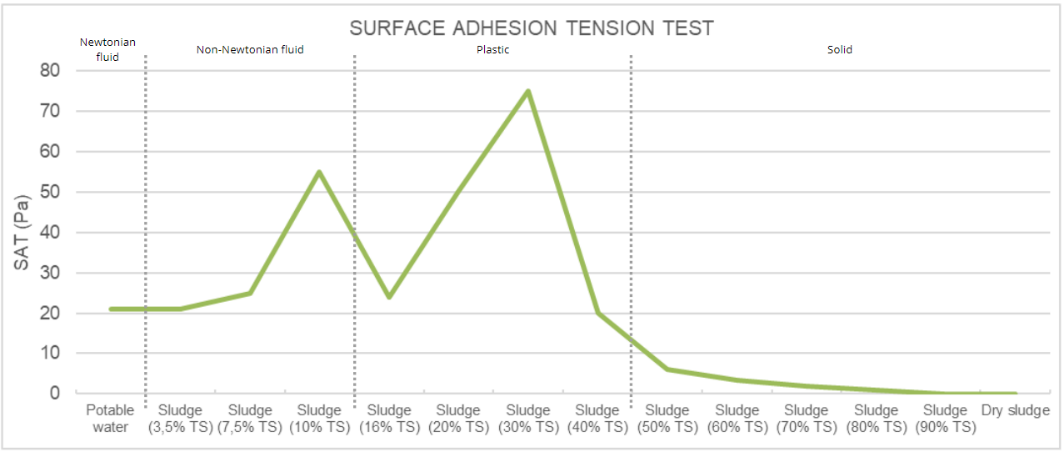 SURFACE ADHESION TENSION TEST
Newtonian
fluid
Non-Newtonian fluid
Plastic
Solid
80
70
60
50
40
30
20
10
0
SAT (Pa)
Potable
water
Sludge
(3,5% TS)
Sludge
(7,5% TS)
Sludge
(10% TS)
Sludge
(16% TS)
Sludge
(20% TS)
Sludge
(30% TS)
Sludge
(40% TS)
Sludge
(50% TS)
Sludge
(60% TS)
Sludge
(70% TS)
Sludge
(80% TS)
Sludge
(90% TS)
Dry sludge